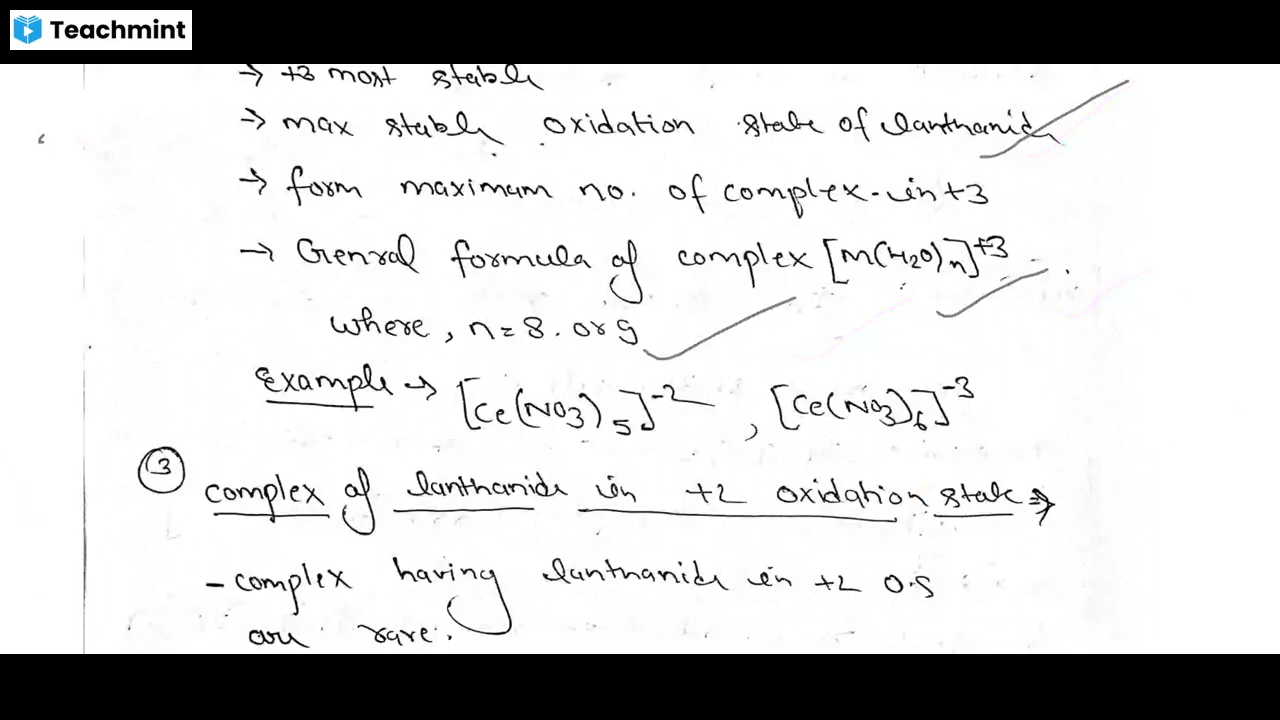 Teachmint
→ +3 most stable
→ max stable oxidation state of lanthanide
→ form maximum no. of complex in +3
→ Genral formula of complex [M(H2O)n]+3
where, n = 8 or 9
Example → [Ce(NO3)5]-2, [Ce(NO3)6]-3
③ complex of lanthanide in +2 oxidation state →
- complex having lanthanide in +2 O.S
are rare.